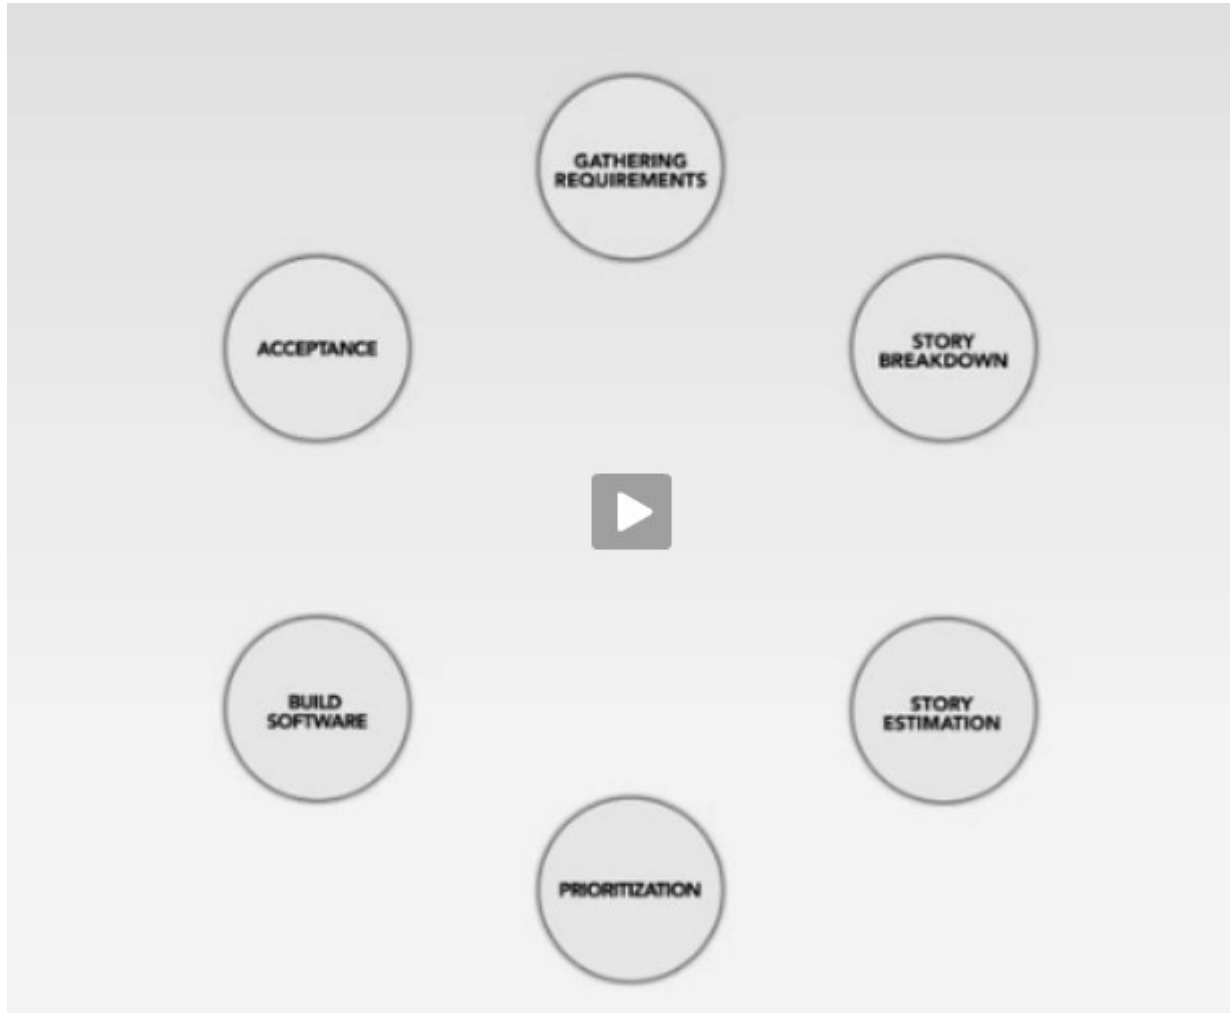 GATHERING
REQUIREMENTS
ACCEPTANCE
STORY
BREAKDOWN
BUILD
SOFTWARE
STORY
ESTIMATION
PRIORITIZATION